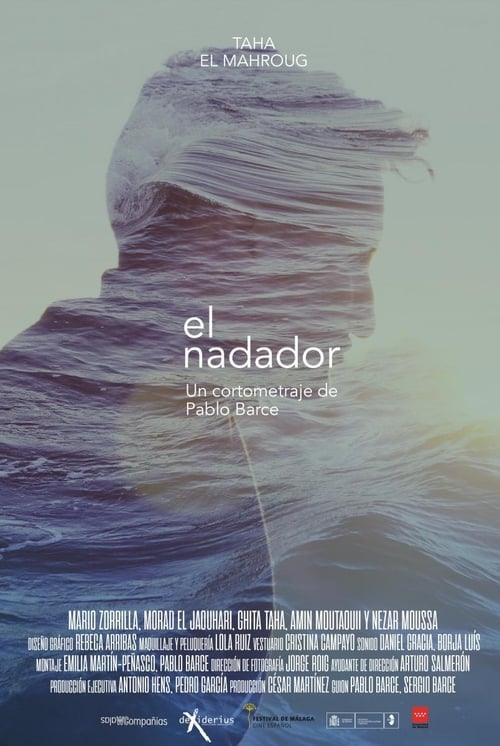 TAHA
EL MAHROUG
el
nadador
Un cortometraje de
Pablo Barce
MARIO ZORRILLA, MORAD EL JAQUHARI, GHITA TAHA, AMIN MOUTAQUII Y NEZAR MOUSSA
DISEÑO GRÁFICO REBECA ARRIBAS MAQUILLAJE Y PELUQUERÍA LOLA RUIZ VESTUARIO CRISTINA CAMPAYO SONIDO DANIEL GRACIA, BORJA LUÍS
MONTAJE EMILIA MARTÍN-PEÑASCO, PABLO BARCE DIRECCIÓN DE FOTOGRAFÍA JORGE ROIG AYUDANTE DE DIRECCIÓN ARTURO SALMERÓN
PRODUCCIÓN EJECUTIVA ANTONIO HENS, PEDRO GARCÍA PRODUCCIÓN CÉSAR MARTÍNEZ GUION PABLO BARCE, SERGIO BARCE
Compañías
deXiderius
FESTIVAL DE MÁLAGA
CINE ESPAÑOL